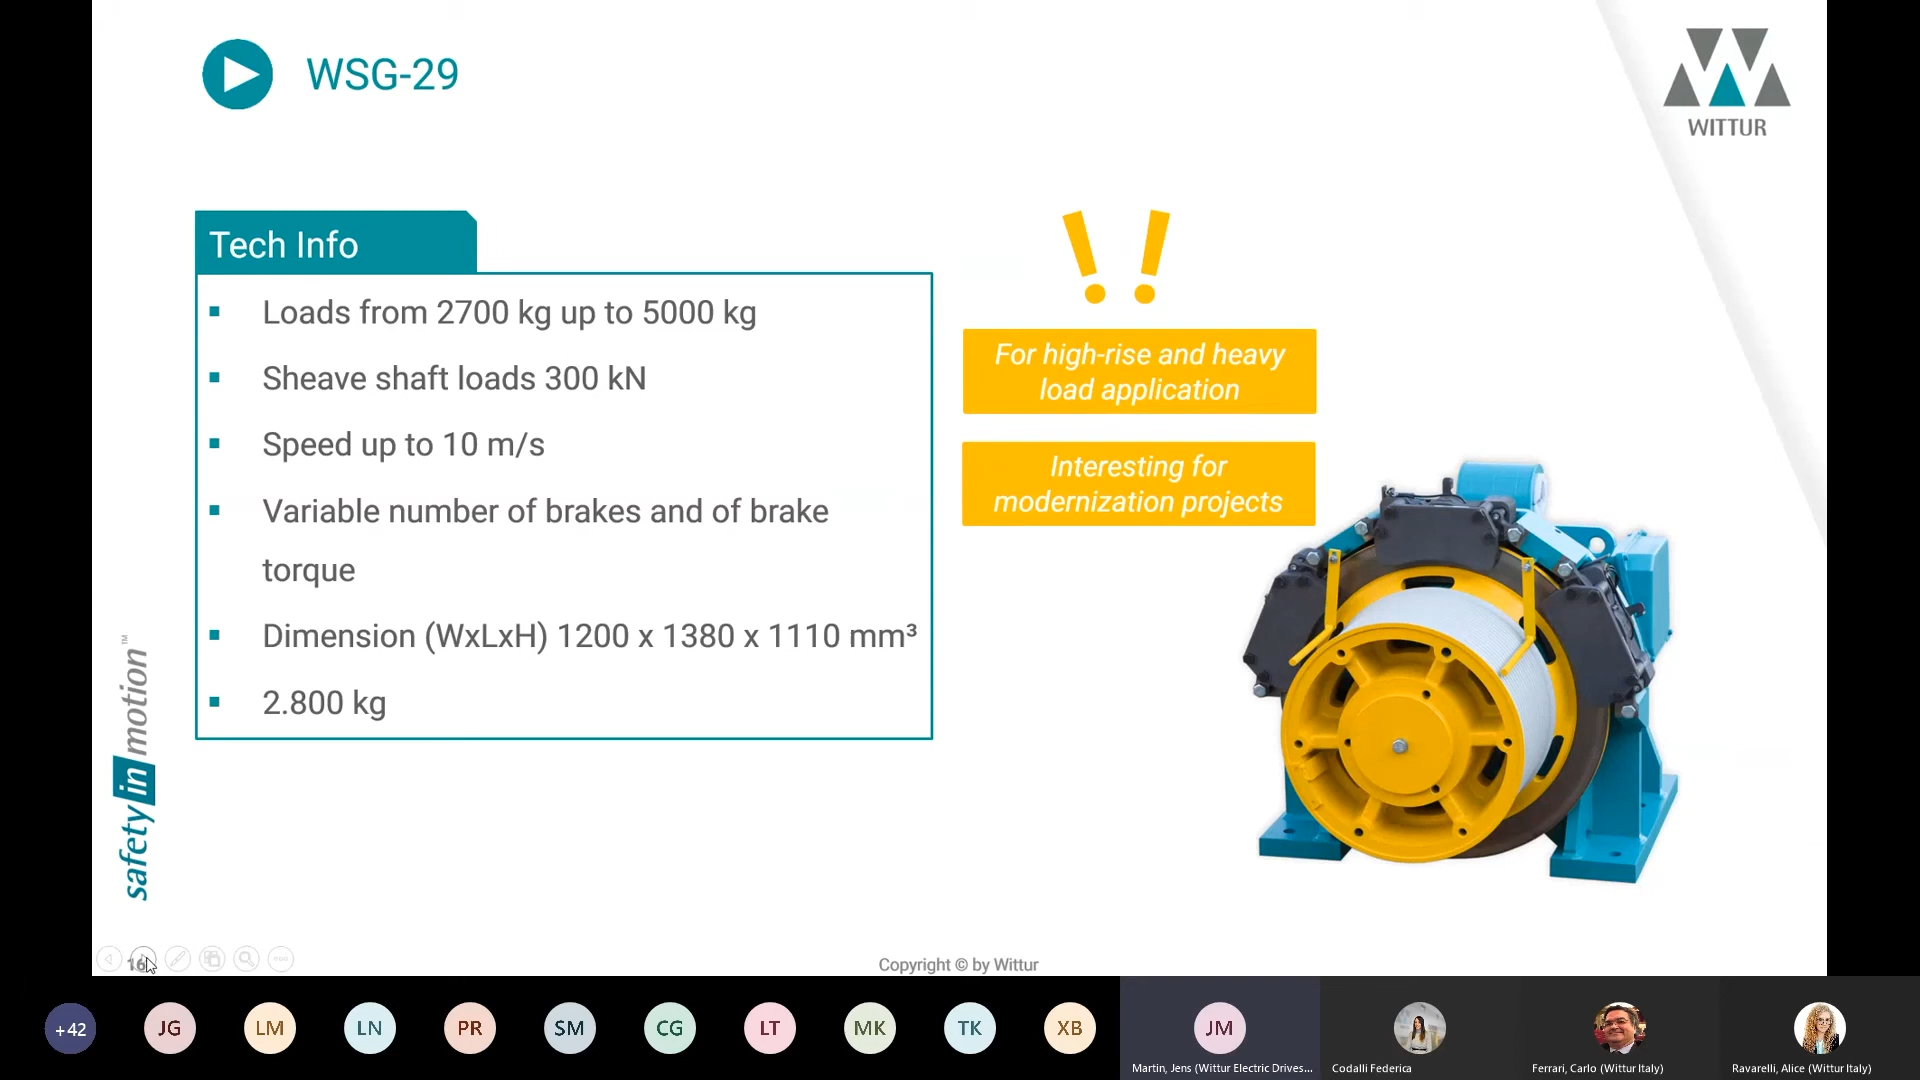 WSG-29
WITTUR
Tech Info
Loads from 2700 kg up to 5000 kg
Sheave shaft loads 300 kN
Speed up to 10 m/s
Variable number of brakes and of brake
torque
Dimension (WxLxH) 1200 x 1380 x 1110 mm³
2.800 kg
For high-rise and heavy
load application
Interesting for
modernization projects
safety in motion™
16
Copyright © by Wittur
+42
JG
LM
LN
PR
SM
CG
LT
MK
TK
XB
JM
Martin, Jens (Wittur Electric Drives...
Codalli Federica
Ferrari, Carlo (Wittur Italy)
Ravarelli, Alice (Wittur Italy)